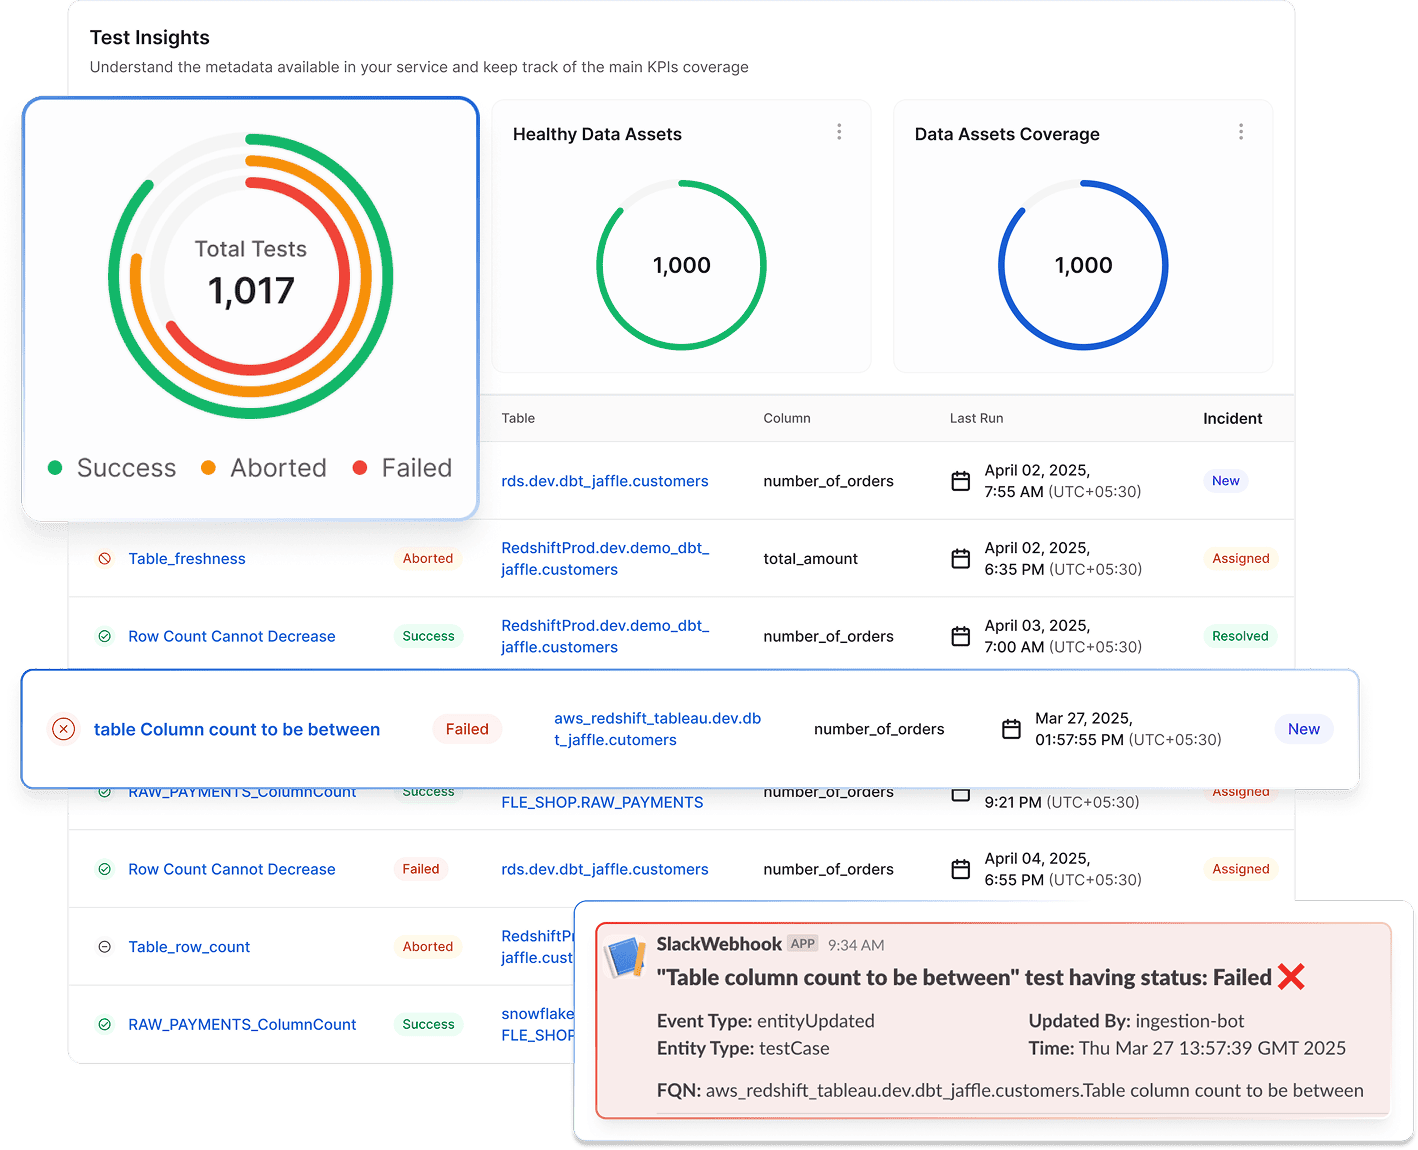 Test Insights
Understand the metadata available in your service and keep track of the main KPIs coverage
Total Tests
1,017
Success
Aborted
Failed
Healthy Data Assets
1,000
Data Assets Coverage
1,000
Table
Column
Last Run
Incident
rds.dev.dbt_jaffle.customers
number_of_orders
April 02, 2025,
7:55 AM (UTC+05:30)
New
Table_freshness
Aborted
RedshiftProd.dev.demo_dbt_
jaffle.customers
total_amount
April 02, 2025,
6:35 PM (UTC+05:30)
Assigned
Row Count Cannot Decrease
Success
RedshiftProd.dev.demo_dbt_
jaffle.customers
number_of_orders
April 03, 2025,
7:00 AM (UTC+05:30)
Resolved
table Column count to be between
Failed
aws_redshift_tableau.dev.db
t_jaffle.cutomers
number_of_orders
Mar 27, 2025,
01:57:55 PM (UTC+05:30)
New
RAW_PAYMENTS_ColumnCount
Success
FLE_SHOP.RAW_PAYMENTS
number_of_orders
9:21 PM (UTC+05:30)
Assigned
Row Count Cannot Decrease
Failed
rds.dev.dbt_jaffle.customers
number_of_orders
April 04, 2025,
6:55 PM (UTC+05:30)
Assigned
Table_row_count
Aborted
RedshiftP
jaffle.cust
RAW_PAYMENTS_ColumnCount
Success
snowflake
FLE_SHOP
SlackWebhook APP 9:34 AM
"Table column count to be between" test having status: Failed ❌
Event Type: entityUpdated
Updated By: ingestion-bot
Entity Type: testCase
Time: Thu Mar 27 13:57:39 GMT 2025
FQN: aws_redshift_tableau.dev.dbt_jaffle.customers.Table column count to be between